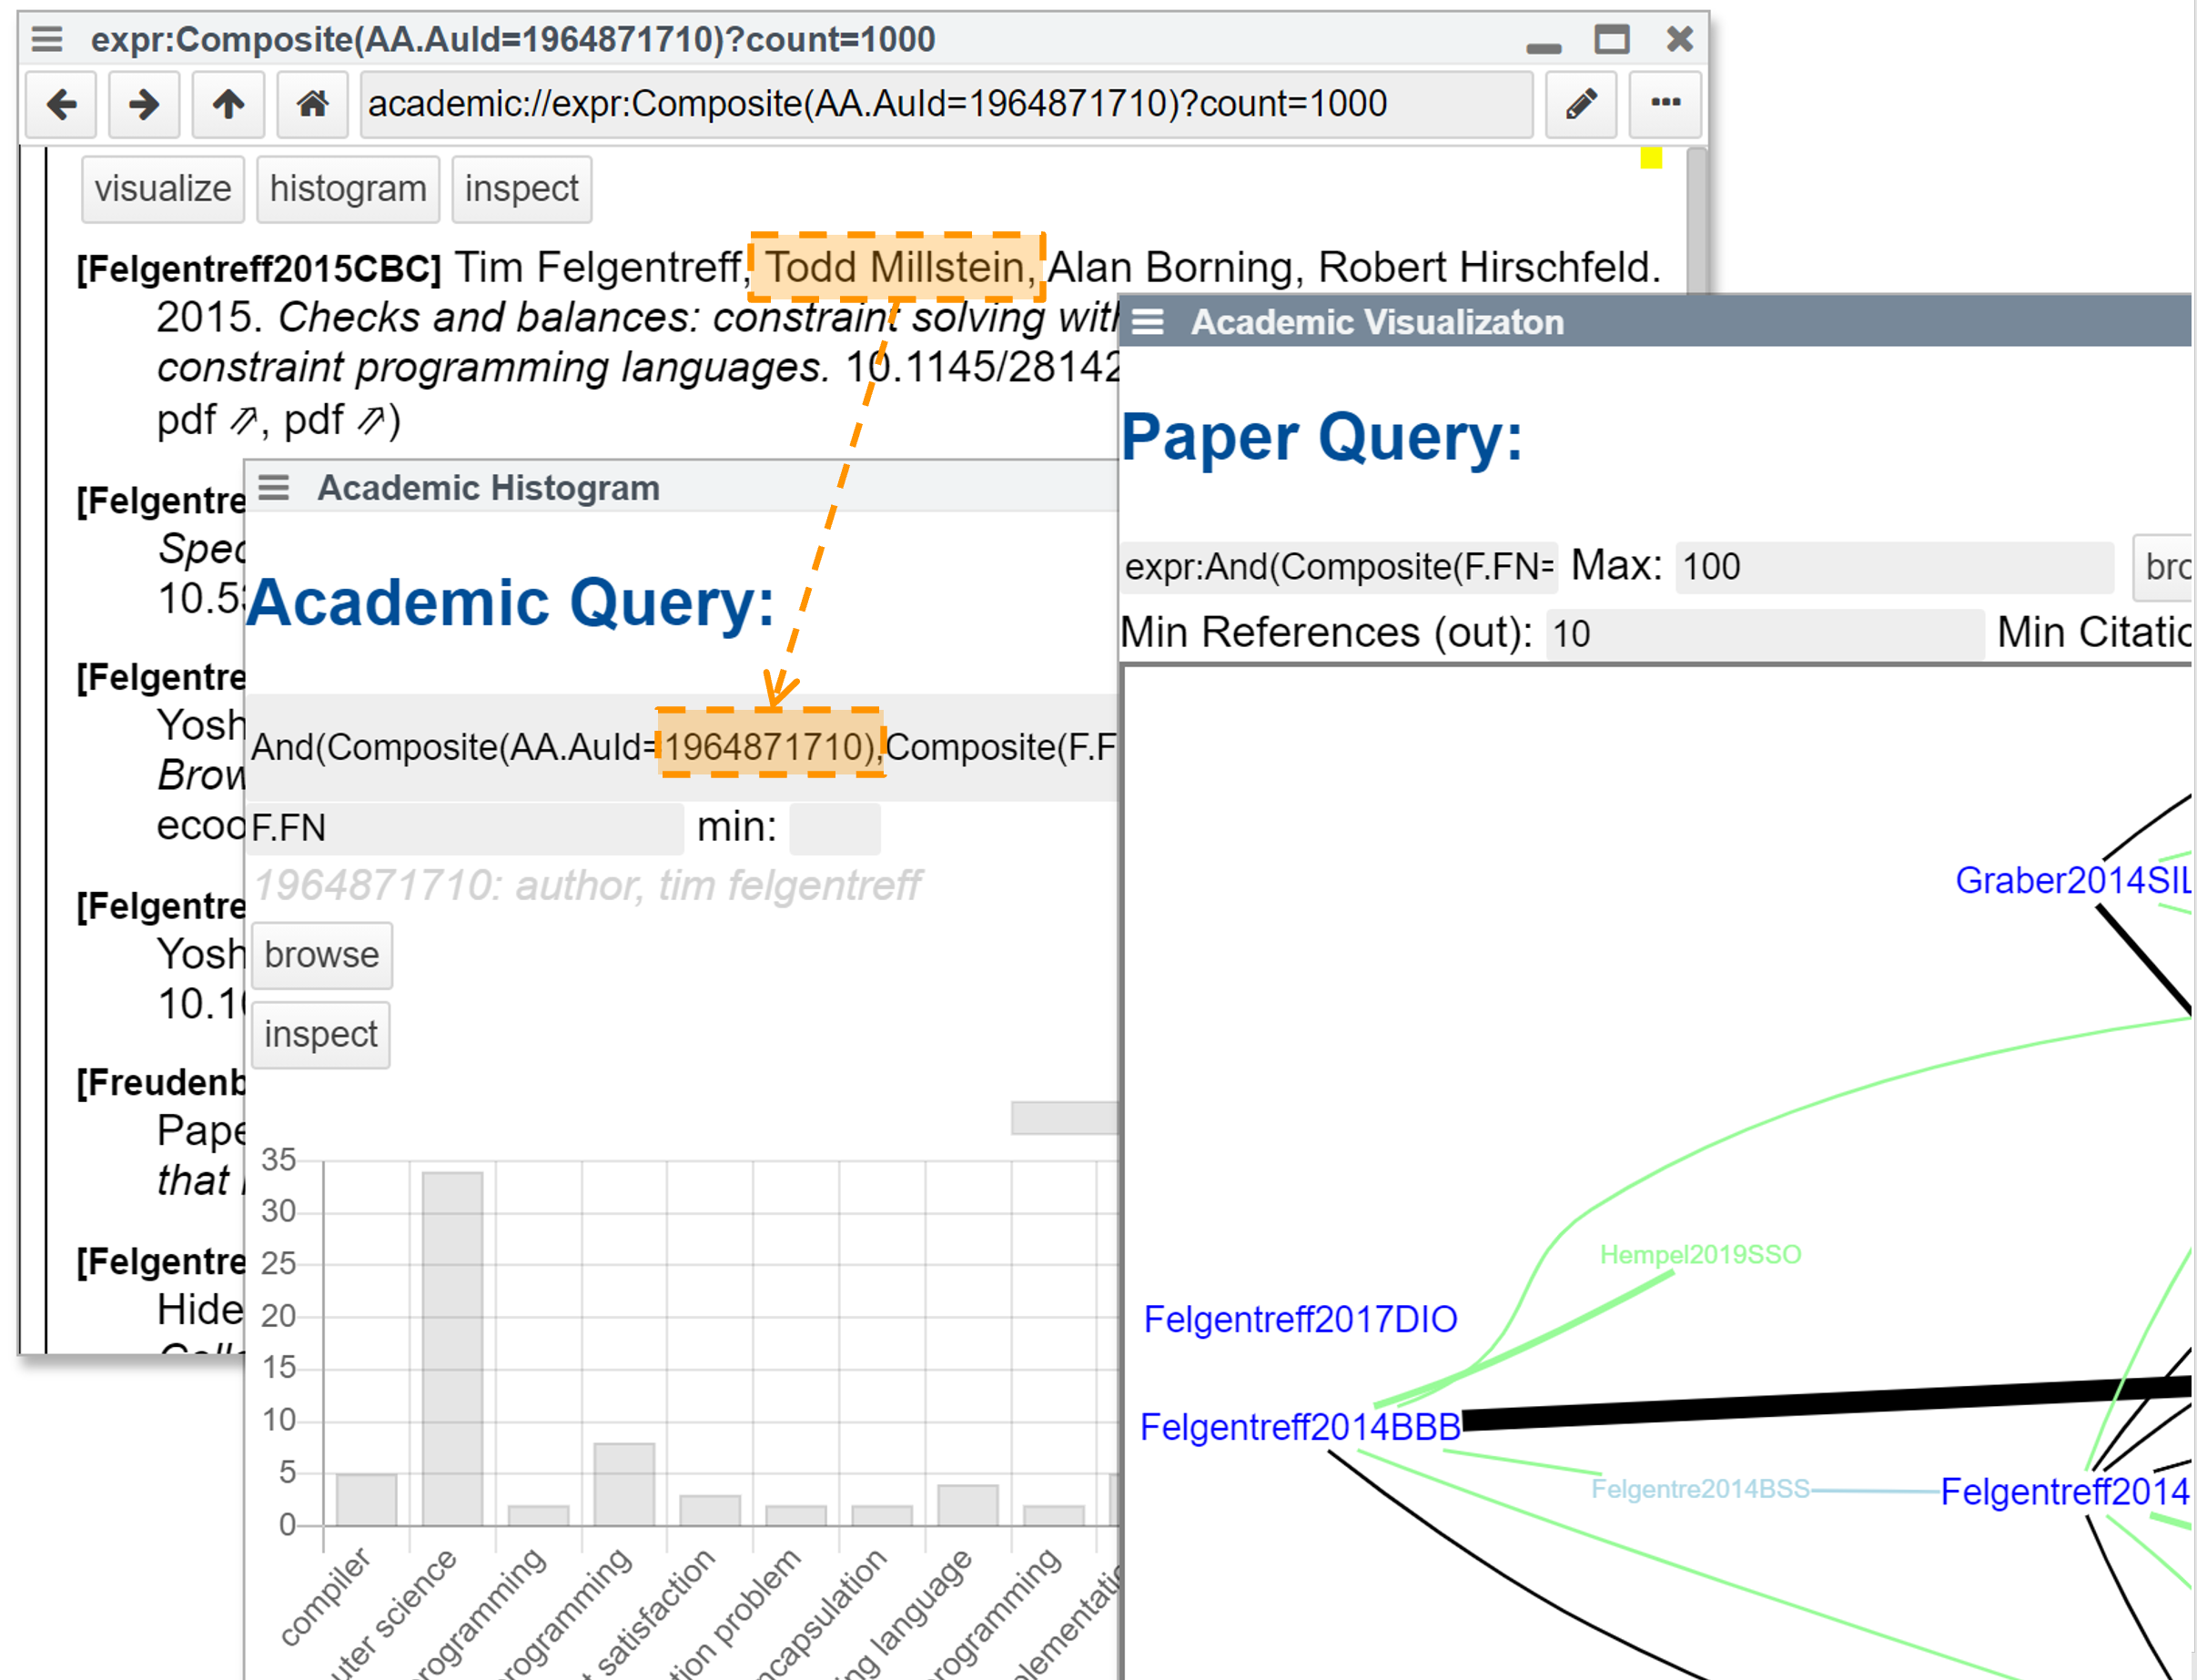 expr:Composite(AA.AuId=1964871710)?count=1000
academic://expr:Composite(AA.AuId=1964871710)?count=1000
visualize histogram inspect
[Felgentreff2015CBC] Tim Felgentreff, Todd Millstein, Alan Borning, Robert Hirschfeld.
2015. Checks and balances: constraint solving with
constraint programming languages. 10.1145/28142
pdf ⇗, pdf ⇗)
[Felgentre
Spec
10.5
[Felgentre
Yosh
Brow
ecoo
[Felgentre
Yosh
10.1
[Freudenb
Pape
that
[Felgentre
Hide
Academic Histogram
Academic Query:
And(Composite(AA.AuId=1964871710),Composite(F.F
F.FN min:
1964871710: author, tim felgentreff
browse
inspect
35
30
25
20
15
10
5
0
compiler
uter science
programming
programming
t satisfaction
tion problem
ncapsulation
ng language
programming
plementatio
Academic Visualizaton
Paper Query:
expr:And(Composite(F.FN= Max: 100 bro
Min References (out): 10 Min Citatic
Graber2014SIL
Hempel2019SSO
Felgentreff2017DIO
Felgentreff2014BBB
Felgentre2014BSS
Felgentreff2014